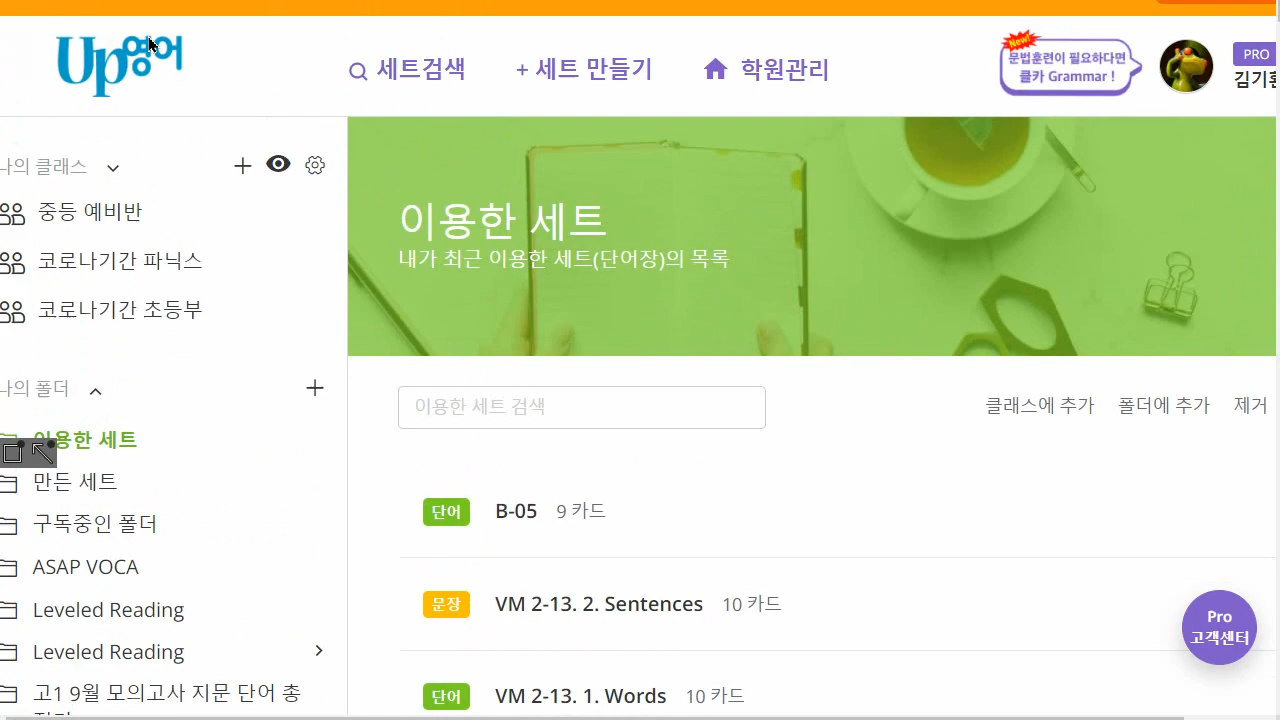 Up영어
세트검색
+ 세트 만들기
학원관리
New!
문법훈련이 필요하다면
클카 Grammar !
PRO
나의 클래스
중등 예비반
코로나기간 파닉스
코로나기간 초등부
나의 폴더
이용한 세트
만든 세트
구독중인 폴더
ASAP VOCA
Leveled Reading
Leveled Reading
고1 9월 모의고사 지문 단어 총
이용한 세트
내가 최근 이용한 세트(단어장)의 목록
이용한 세트 검색
클래스에 추가 폴더에 추가 제거
단어 B-05 9 카드
문장 VM 2-13. 2. Sentences 10 카드
단어 VM 2-13. 1. Words 10 카드
Pro
고객센터